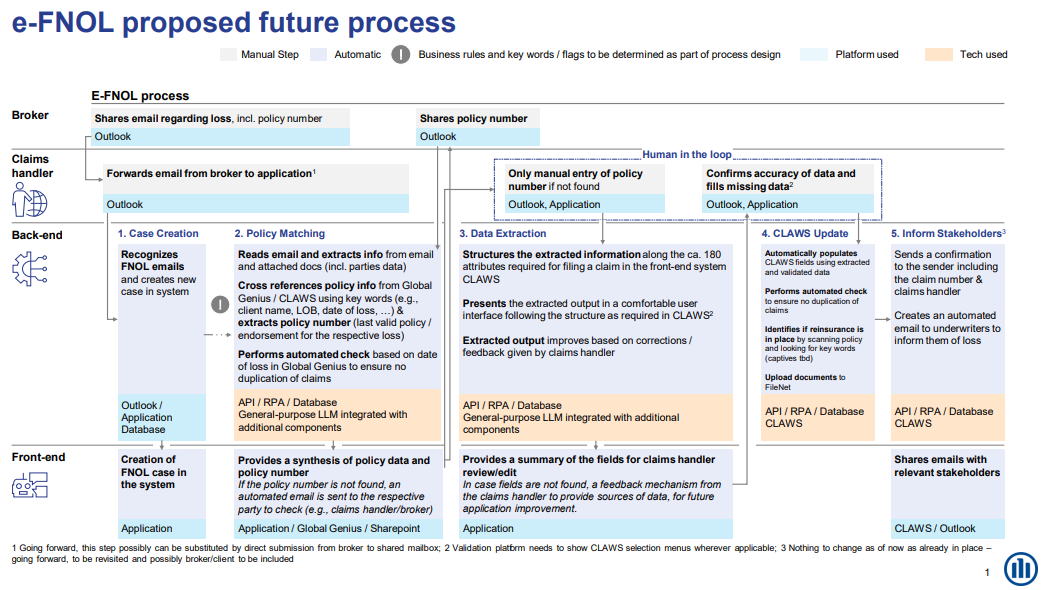 e-FNOL proposed future process
Manual Step
Automatic
!
Business rules and key words / flags to be determined as part of process design
Platform used
Tech used
E-FNOL process
Broker
Shares email regarding loss, incl. policy number
Outlook
Shares policy number
Outlook
Claims
handler
Human in the loop
Forwards email from broker to application1
Outlook
Only manual entry of policy
number if not found
Outlook, Application
Confirms accuracy of data and
fills missing data2
Outlook, Application
Back-end
1. Case Creation
Recognizes
FNOL emails
and creates new
case in system
Outlook /
Application
Database
!
2. Policy Matching
Reads email and extracts info from email
and attached docs (incl. parties data)
Cross references policy info from Global
Genius / CLAWS using key words (e.g.,
client name, LOB, date of loss, …) &
extracts policy number (last valid policy /
endorsement for the respective loss)
Performs automated check based on date
of loss in Global Genius to ensure no
duplication of claims
API / RPA / Database
General-purpose LLM integrated with
additional components
3. Data Extraction
Structures the extracted information along the ca. 180
attributes required for filing a claim in the front-end system
CLAWS
Presents the extracted output in a comfortable user
interface following the structure as required in CLAWS2
Extracted output improves based on corrections /
feedback given by claims handler
API / RPA / Database
General-purpose LLM integrated with additional
components
4. CLAWS Update
Automatically populates
CLAWS fields using extracted
and validated data
Performs automated check
to ensure no duplication of
claims
Identifies if reinsurance is
in place by scanning policy
and looking for key words
(captives tbd)
Upload documents to
FileNet
API / RPA / Database
CLAWS
5. Inform Stakeholders3
Sends a confirmation
to the sender including
the claim number &
claims handler
Creates an automated
email to underwriters to
inform them of loss
API / RPA / Database
CLAWS
Front-end
Creation of
FNOL case in
the system
Application
Provides a synthesis of policy data and
policy number
If the policy number is not found, an
automated email is sent to the respective
party to check (e.g., claims handler/broker)
Application / Global Genius / Sharepoint
Provides a summary of the fields for claims handler
review/edit
In case fields are not found, a feedback mechanism from
the claims handler to provide sources of data, for future
application improvement.
Application
Shares emails with
relevant stakeholders
CLAWS / Outlook
1 Going forward, this step possibly can be substituted by direct submission from broker to shared mailbox; 2 Validation platform needs to show CLAWS selection menus wherever applicable; 3 Nothing to change as of now as already in place –
going forward, to be revisited and possibly broker/client to be included
1